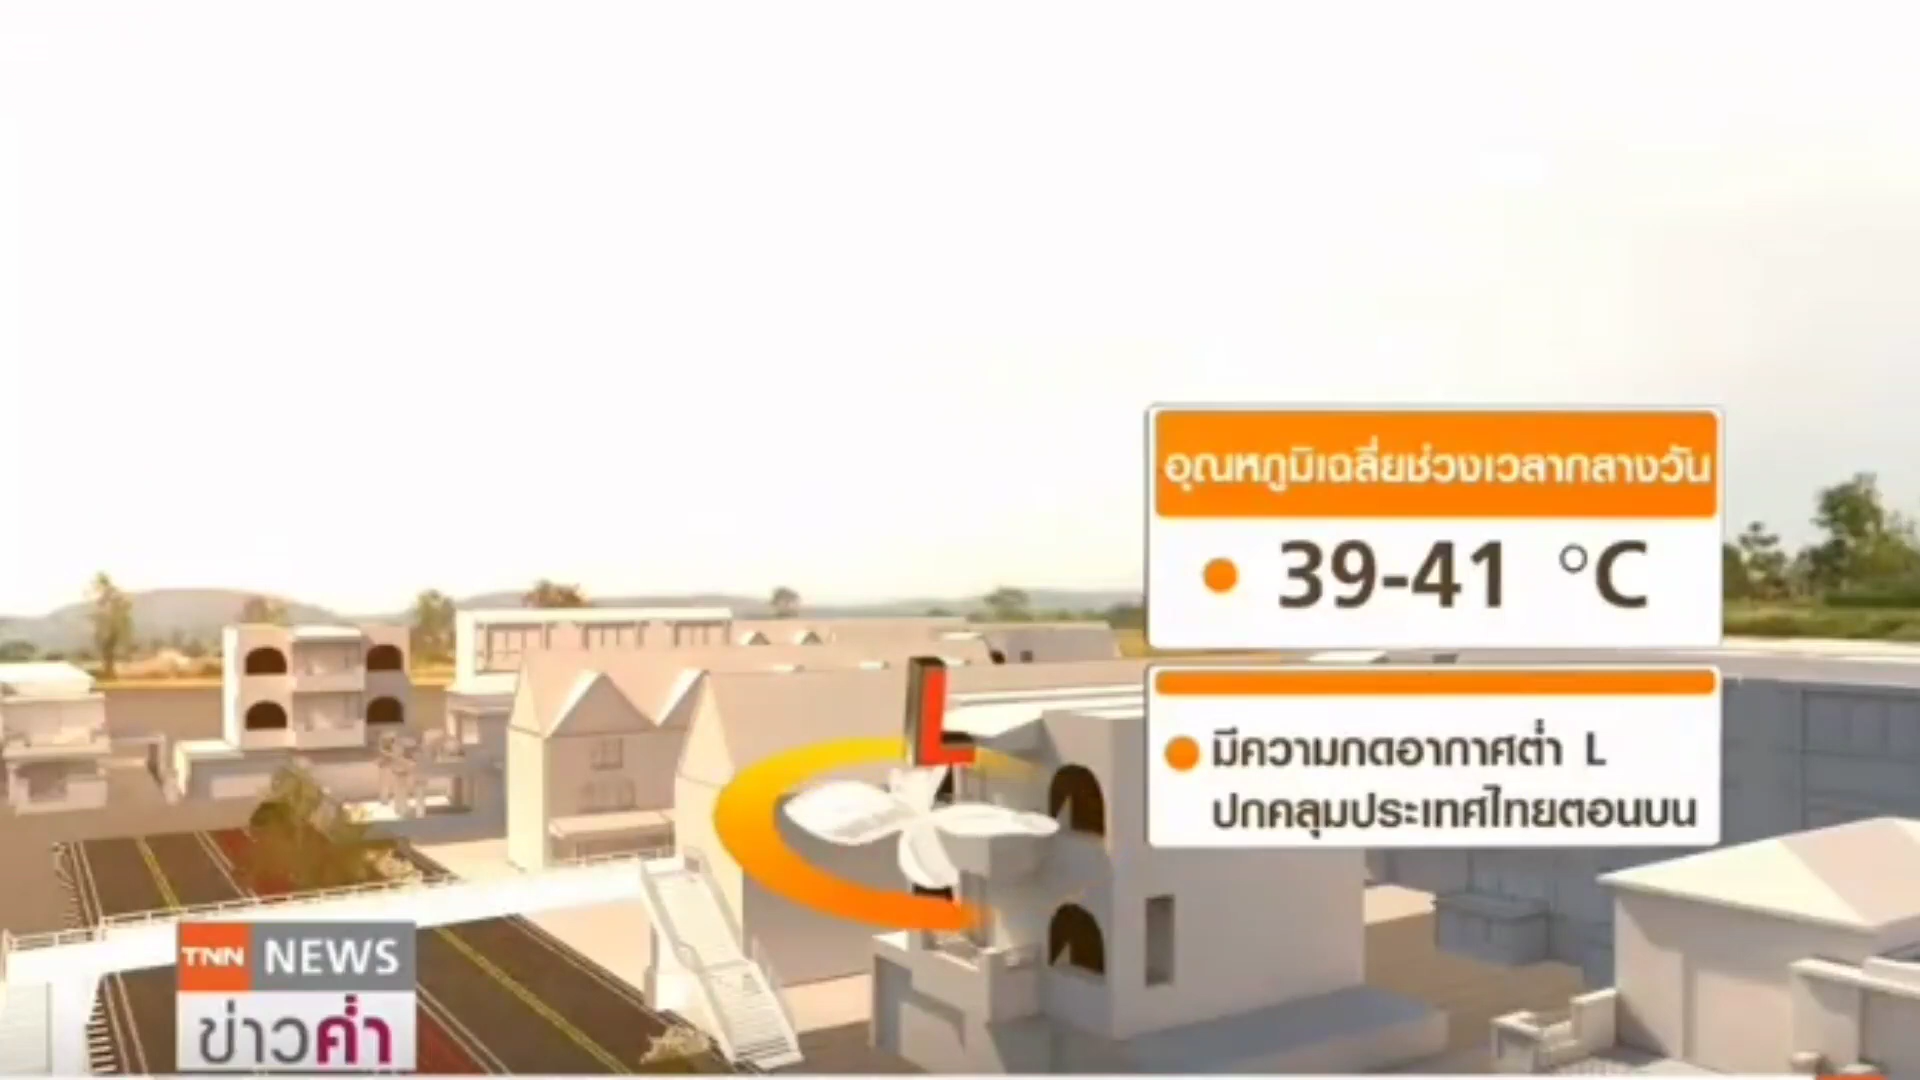 อุณหภูมิเฉลี่ยช่วงเวลากลางวัน
39-41 °C
L
มีความกดอากาศต่ำ L
ปกคลุมประเทศไทยตอนบน
TNN NEWS
ข่าวค่ำ